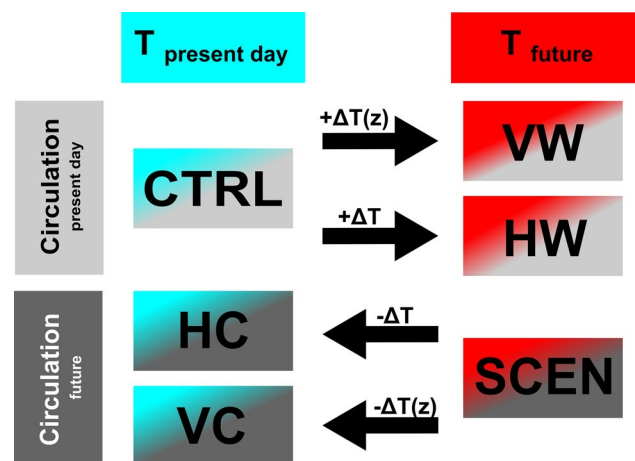 T present day
T future
Circulation
present day
CTRL
+ΔT(z)
VW
+ΔT
HW
Circulation
future
HC
-ΔT
SCEN
VC
-ΔT(z)